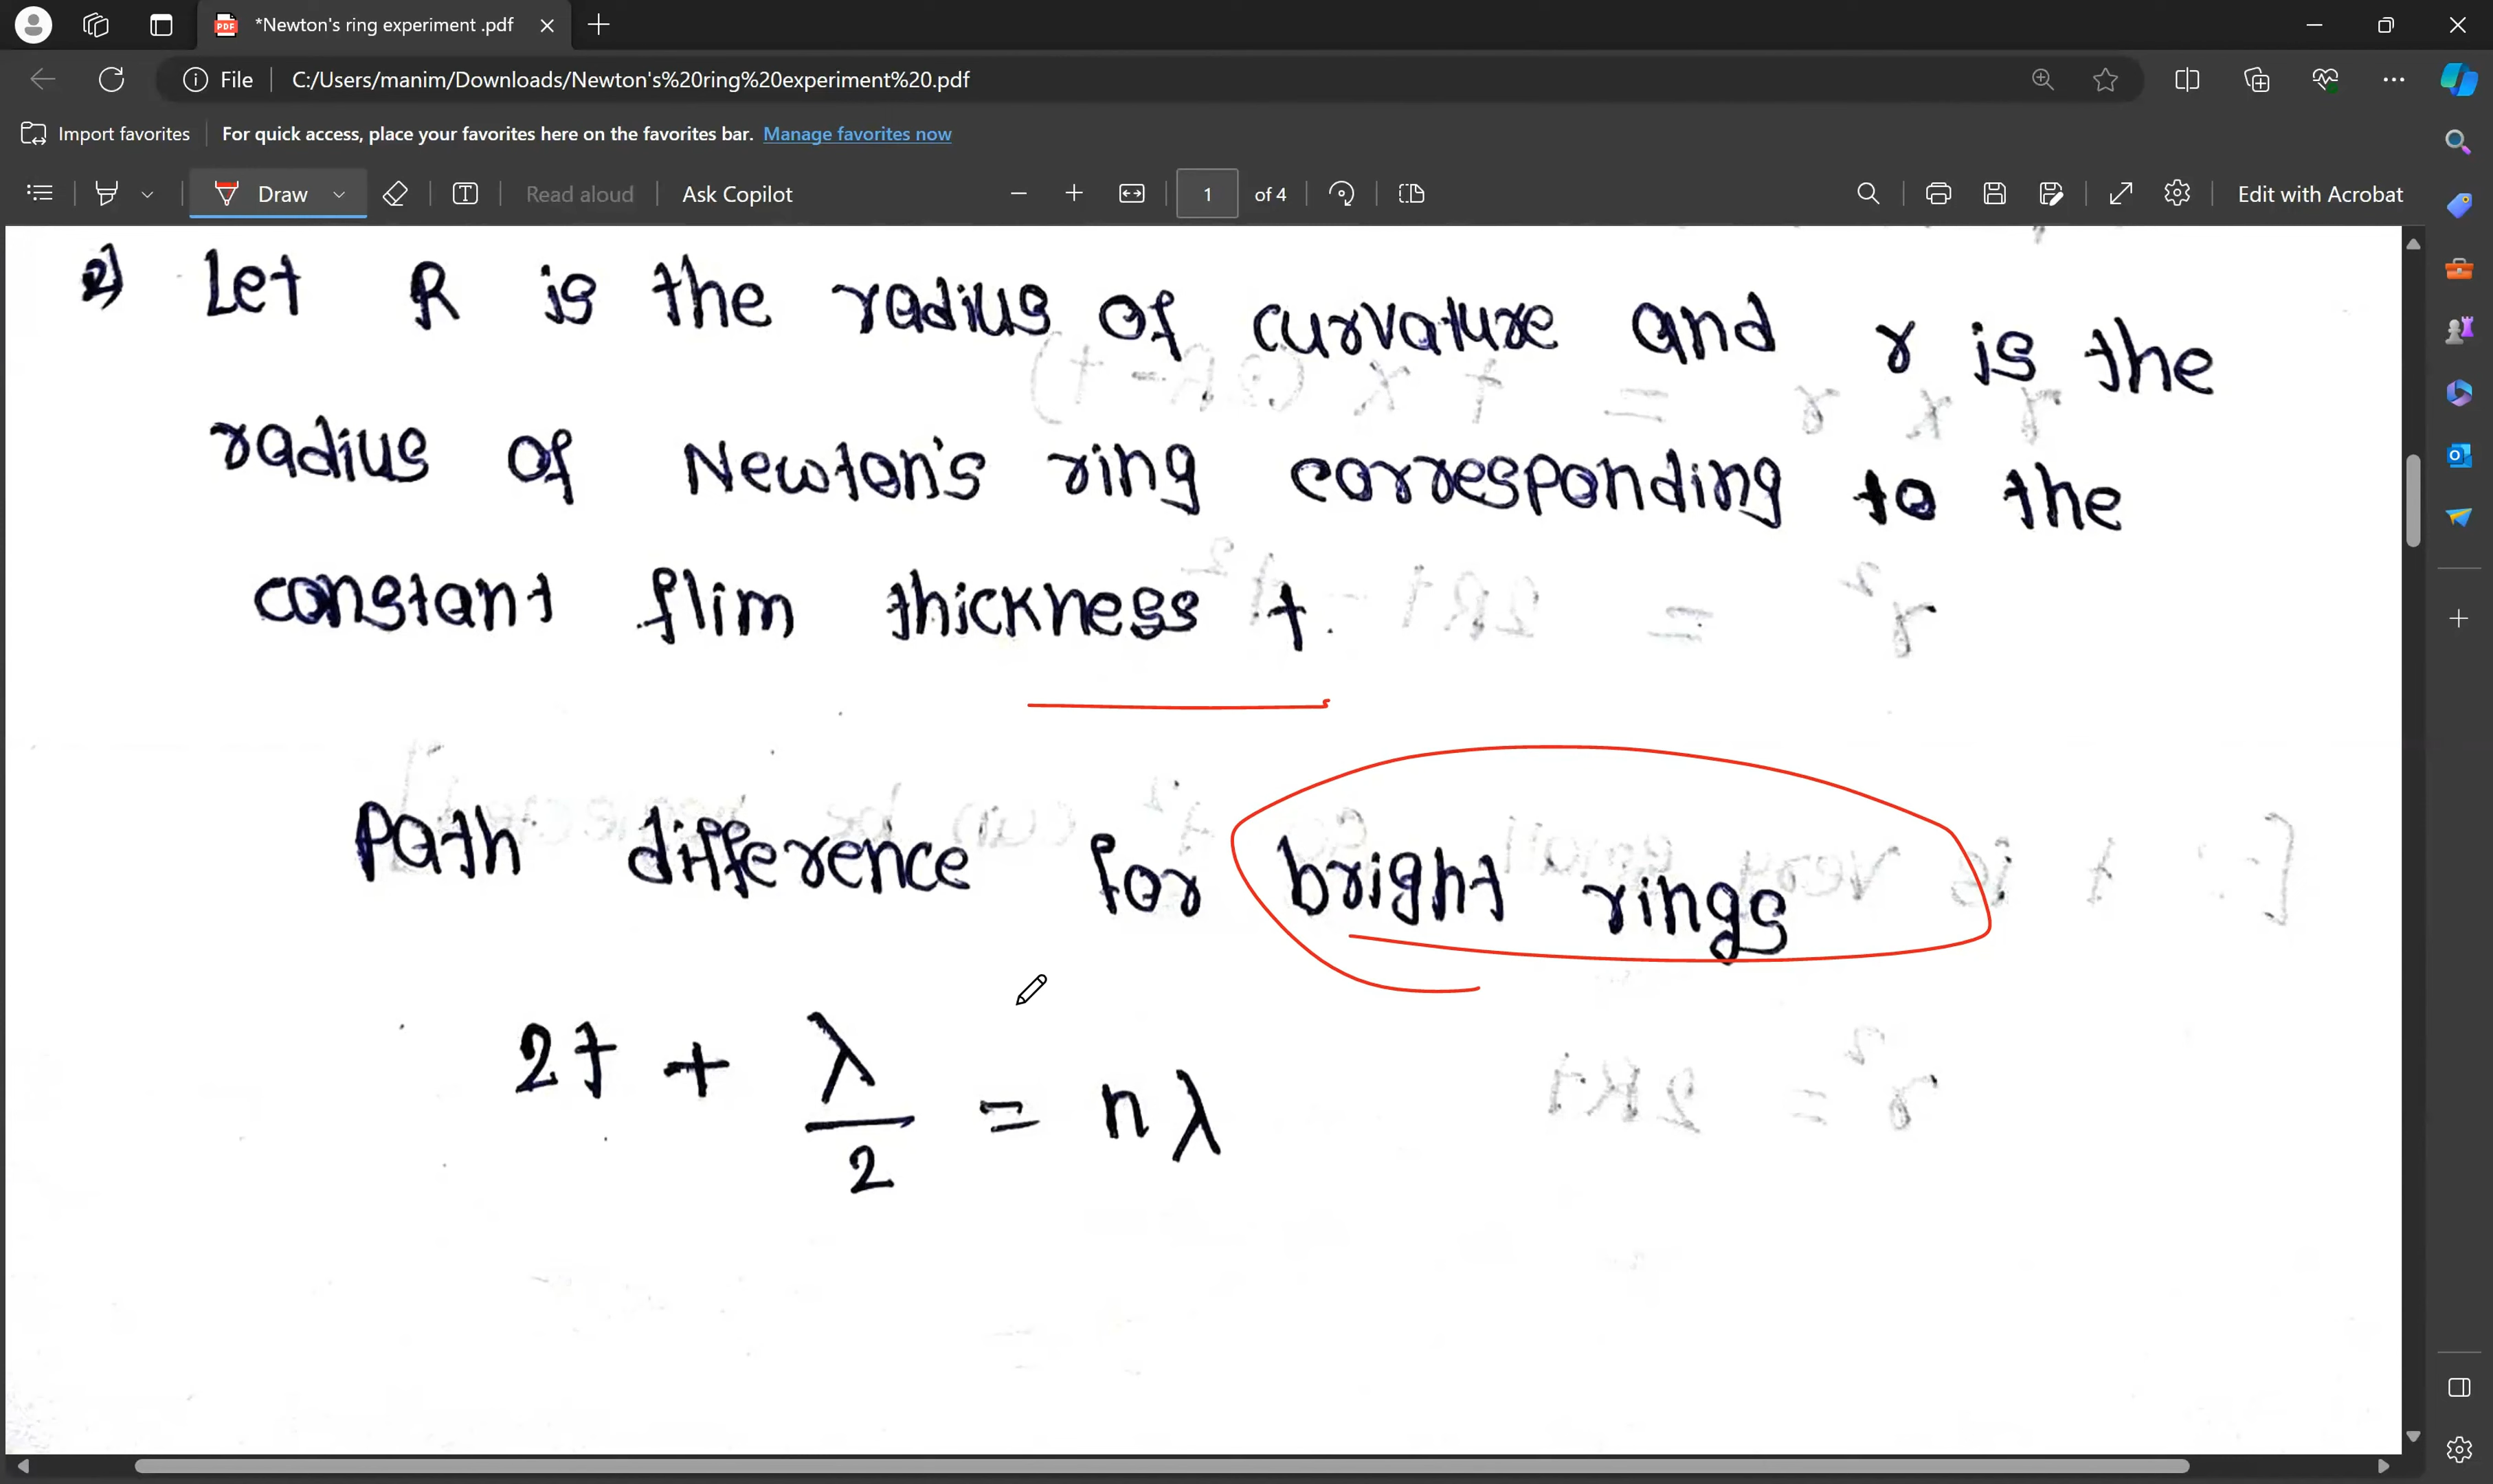 *Newton's ring experiment .pdf
File
C:/Users/manim/Downloads/Newton's%20ring%20experiment%20.pdf
Import favorites
For quick access, place your favorites here on the favorites bar. Manage favorites now
Draw
Read aloud
Ask Copilot
1 of 4
Edit with Acrobat
2) Let R is the radius of curvature and r is the
radius of Newton's ring corresponding to the
constant flim thickness t.
Path difference for bright rings
2t + λ/2 = nλ